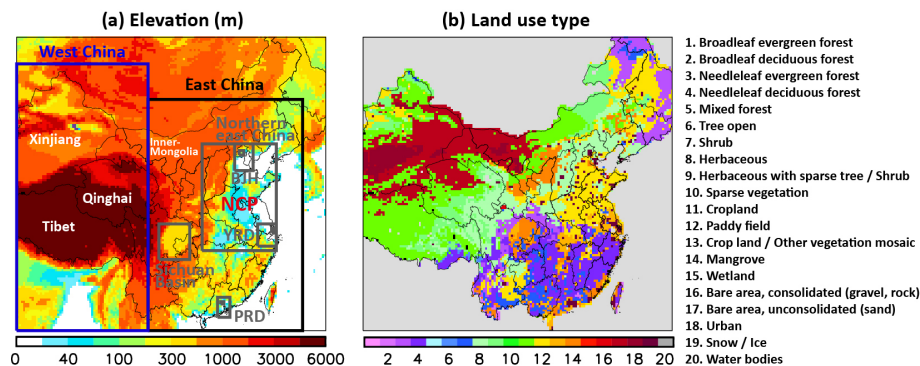 (a) Elevation (m)
(b) Land use type
West China
East China
Northern
east China
Xinjiang
Inner-
Mongolia
BTH
Qinghai
NCP
Tibet
YRD
Sichuan
Basin
PRD
0 40 100 300 1000 3000 6000
2 4 6 8 10 12 14 16 18 20
1. Broadleaf evergreen forest
2. Broadleaf deciduous forest
3. Needleleaf evergreen forest
4. Needleleaf deciduous forest
5. Mixed forest
6. Tree open
7. Shrub
8. Herbaceous
9. Herbaceous with sparse tree / Shrub
10. Sparse vegetation
11. Cropland
12. Paddy field
13. Crop land / Other vegetation mosaic
14. Mangrove
15. Wetland
16. Bare area, consolidated (gravel, rock)
17. Bare area, unconsolidated (sand)
18. Urban
19. Snow / Ice
20. Water bodies